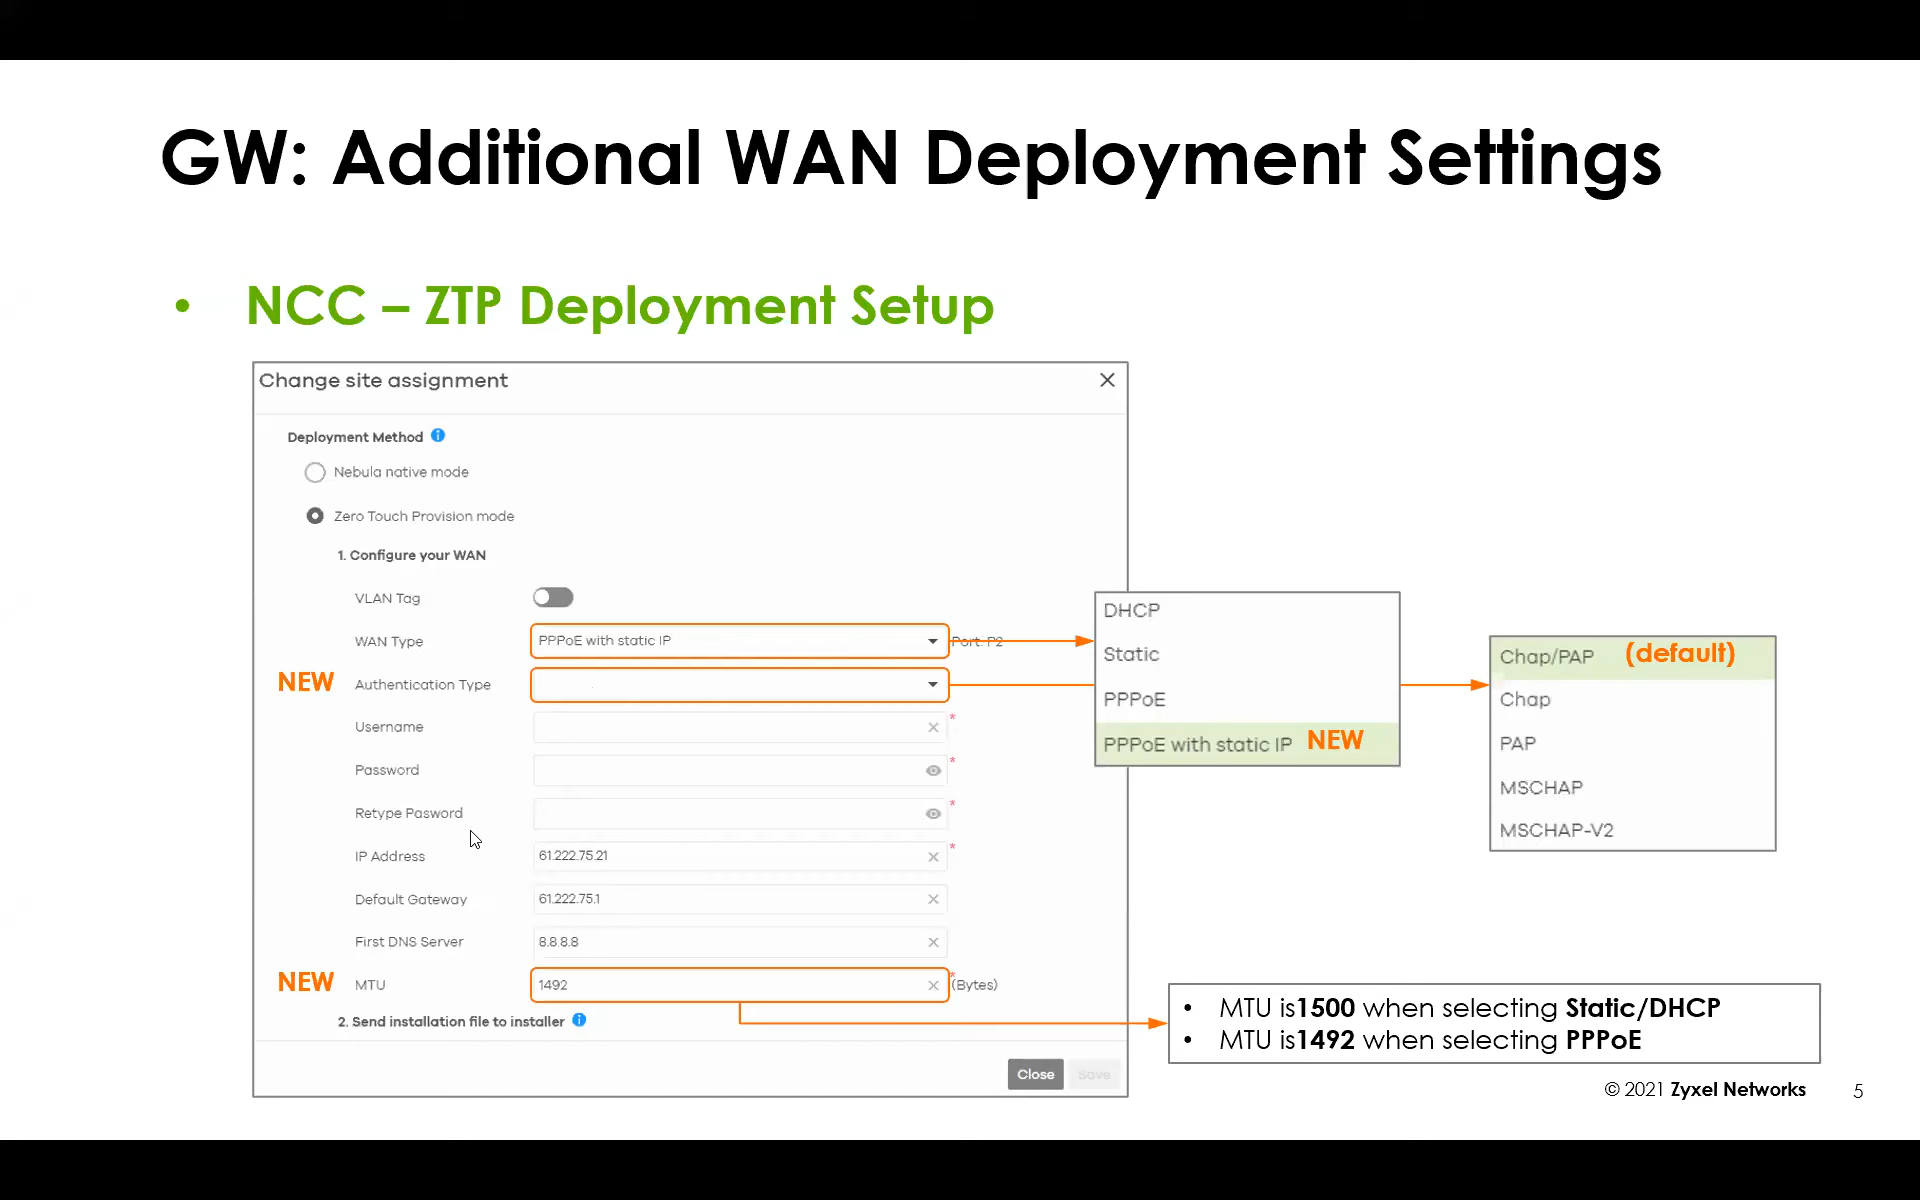 GW: Additional WAN Deployment Settings
• NCC – ZTP Deployment Setup
Change site assignment
Deployment Method
Nebula native mode
Zero Touch Provision mode
1. Configure your WAN
VLAN Tag
WAN Type PPPoE with static IP Port: P2
NEW Authentication Type
Username *
Password *
Retype Pasword *
IP Address 61.222.75.21 *
Default Gateway 61.222.75.1
First DNS Server 8.8.8.8
NEW MTU 1492 * (Bytes)
2. Send installation file to installer
Close Save
DHCP
Static
PPPoE
PPPoE with static IP NEW
Chap/PAP (default)
Chap
PAP
MSCHAP
MSCHAP-V2
• MTU is1500 when selecting Static/DHCP
• MTU is1492 when selecting PPPoE
© 2021 Zyxel Networks 5